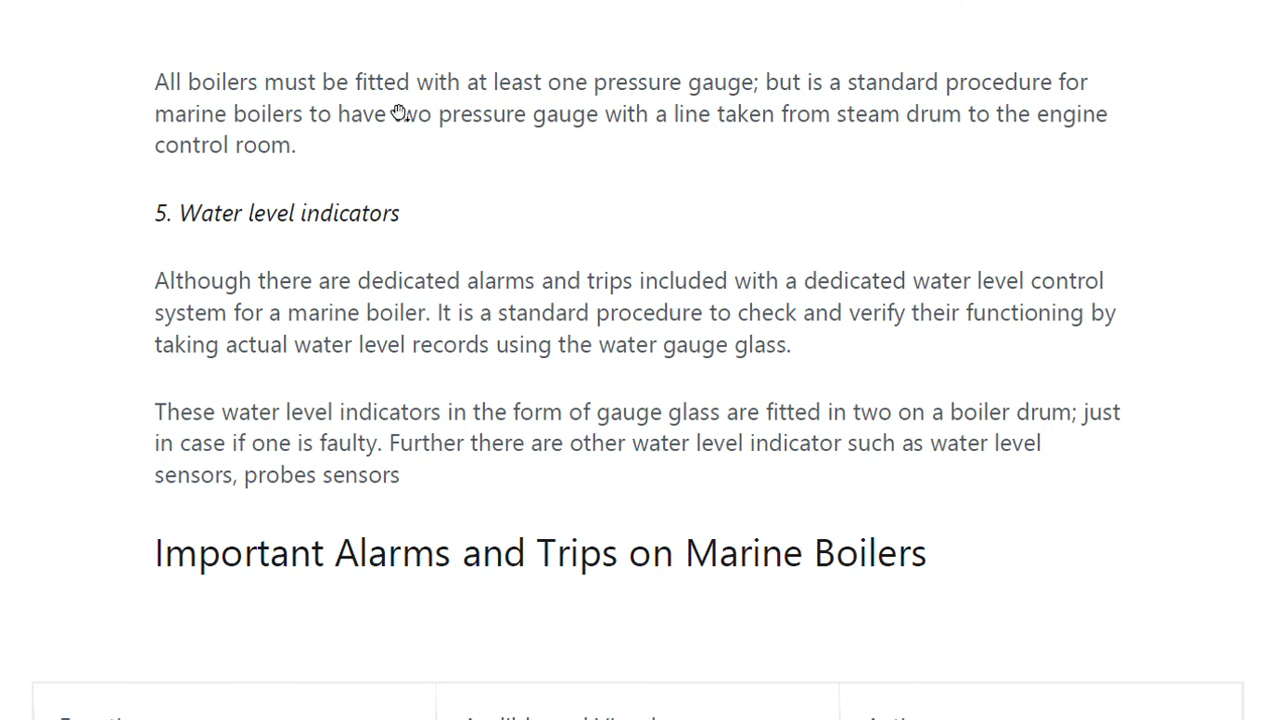 All boilers must be fitted with at least one pressure gauge; but is a standard procedure for
marine boilers to have two pressure gauge with a line taken from steam drum to the engine
control room.
5. Water level indicators
Although there are dedicated alarms and trips included with a dedicated water level control
system for a marine boiler. It is a standard procedure to check and verify their functioning by
taking actual water level records using the water gauge glass.
These water level indicators in the form of gauge glass are fitted in two on a boiler drum; just
in case if one is faulty. Further there are other water level indicator such as water level
sensors, probes sensors
Important Alarms and Trips on Marine Boilers